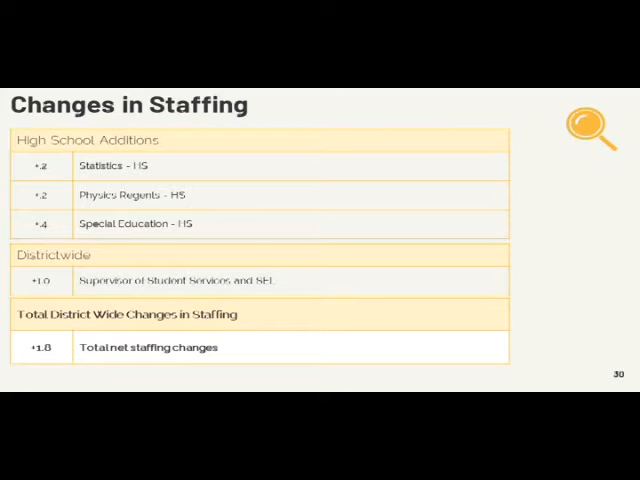 Changes in Staffing
High School Additions
+.2 Statistics - HS
+.2 Physics Regents - HS
+.4 Special Education - HS
Districtwide
+1.0 Supervisor of Student Services and SEL
Total District Wide Changes in Staffing
+1.8 Total net staffing changes
30